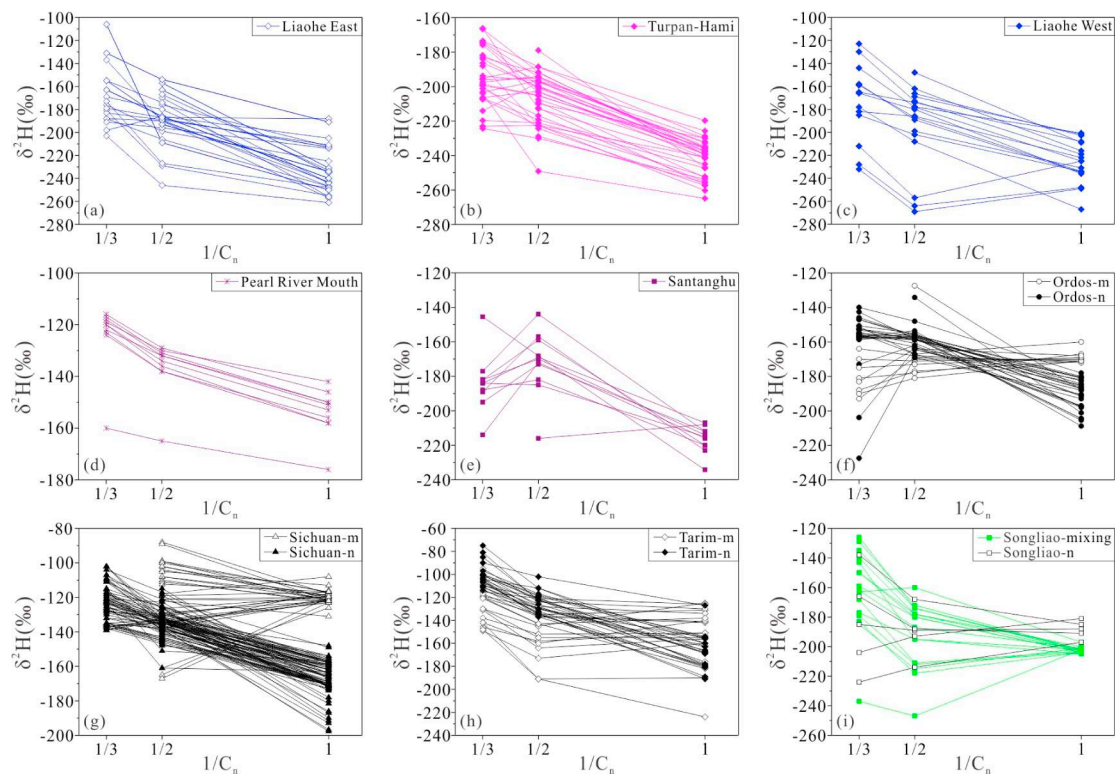 Liaohe East
δ²H(‰)
-100
-120
-140
-160
-180
-200
-220
-240
-260
-280
(a)
1/3 1/2 1
1/Cₙ
Turpan-Hami
δ²H(‰)
-160
-180
-200
-220
-240
-260
-280
(b)
1/3 1/2 1
1/Cₙ
Liaohe West
δ²H(‰)
-100
-120
-140
-160
-180
-200
-220
-240
-260
-280
(c)
1/3 1/2 1
1/Cₙ
Pearl River Mouth
δ²H(‰)
-100
-120
-140
-160
-180
(d)
1/3 1/2 1
1/Cₙ
Santanghu
δ²H(‰)
-120
-140
-160
-180
-200
-220
-240
(e)
1/3 1/2 1
1/Cₙ
Ordos-m
Ordos-n
δ²H(‰)
-120
-140
-160
-180
-200
-220
-240
(f)
1/3 1/2 1
1/Cₙ
Sichuan-m
Sichuan-n
δ²H(‰)
-80
-100
-120
-140
-160
-180
-200
(g)
1/3 1/2 1
1/Cₙ
Tarim-m
Tarim-n
δ²H(‰)
-60
-80
-100
-120
-140
-160
-180
-200
-220
-240
(h)
1/3 1/2 1
1/Cₙ
Songliao-mixing
Songliao-n
δ²H(‰)
-120
-140
-160
-180
-200
-220
-240
-260
(i)
1/3 1/2 1
1/Cₙ